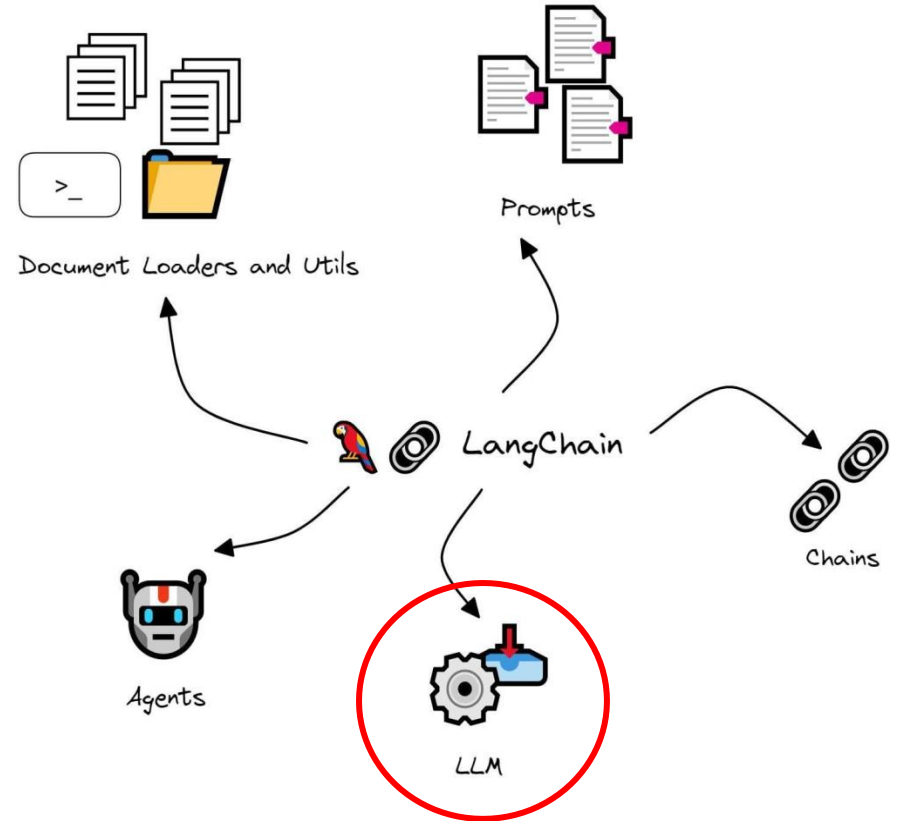 >_
Prompts
Document Loaders and Utils
LangChain
Chains
Agents
LLM